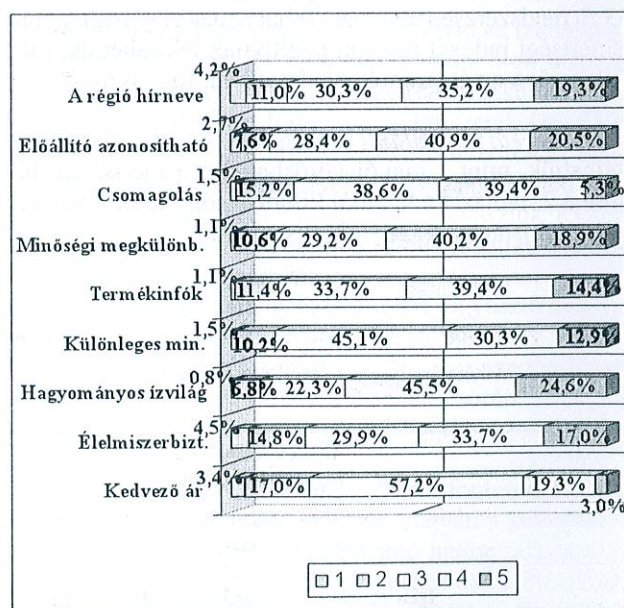 4,2%
A régió hírneve 11,0% 30,3% 35,2% 19,3%
2,7%
Előállító azonosítható 7,6% 28,4% 40,9% 20,5%
1,5%
Csomagolás 15,2% 38,6% 39,4% 5,3%
1,1%
Minőségi megkülönb. 10,6% 29,2% 40,2% 18,9%
1,1%
Termékinfók 11,4% 33,7% 39,4% 14,4%
1,5%
Különleges min. 10,2% 45,1% 30,3% 12,9%
0,8%
Hagyományos ízvilág 6,8% 22,3% 45,5% 24,6%
4,5%
Élelmiszerbizt. 14,8% 29,9% 33,7% 17,0%
3,4%
Kedvező ár 17,0% 57,2% 19,3%
3,0%
1 2 3 4 5